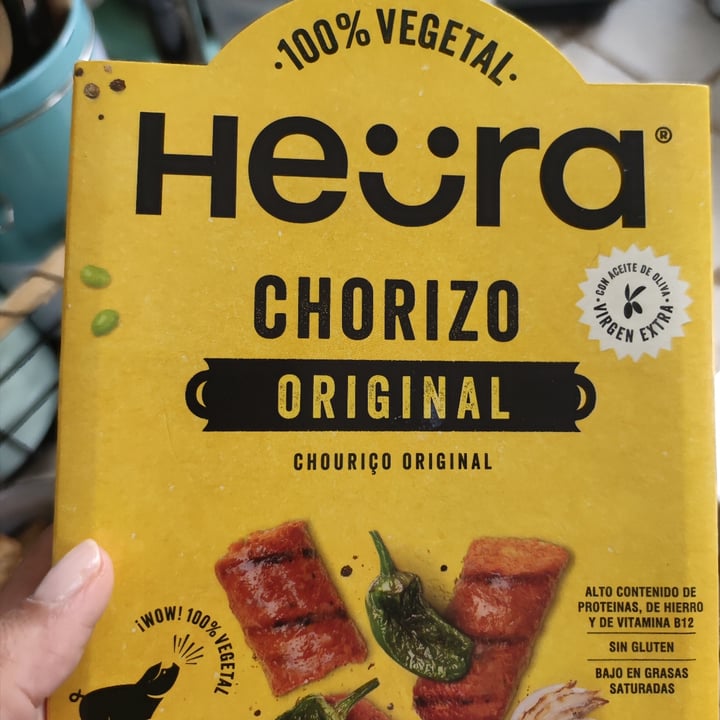 ·100% VEGETAL·
Heüra®
CHORIZO
·CON ACEITE DE OLIVA·
VIRGEN EXTRA
ORIGINAL
CHOURIÇO ORIGINAL
¡WOW! 100% VEGETAL
ALTO CONTENIDO DE
PROTEINAS, DE HIERRO
Y DE VITAMINA B12
SIN GLUTEN
BAJO EN GRASAS
SATURADAS